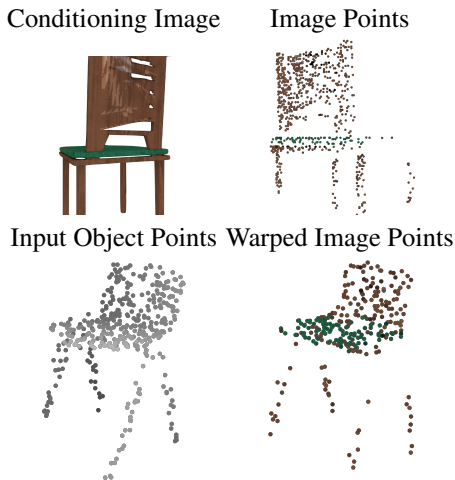 Conditioning Image
Image Points
Input Object Points
Warped Image Points